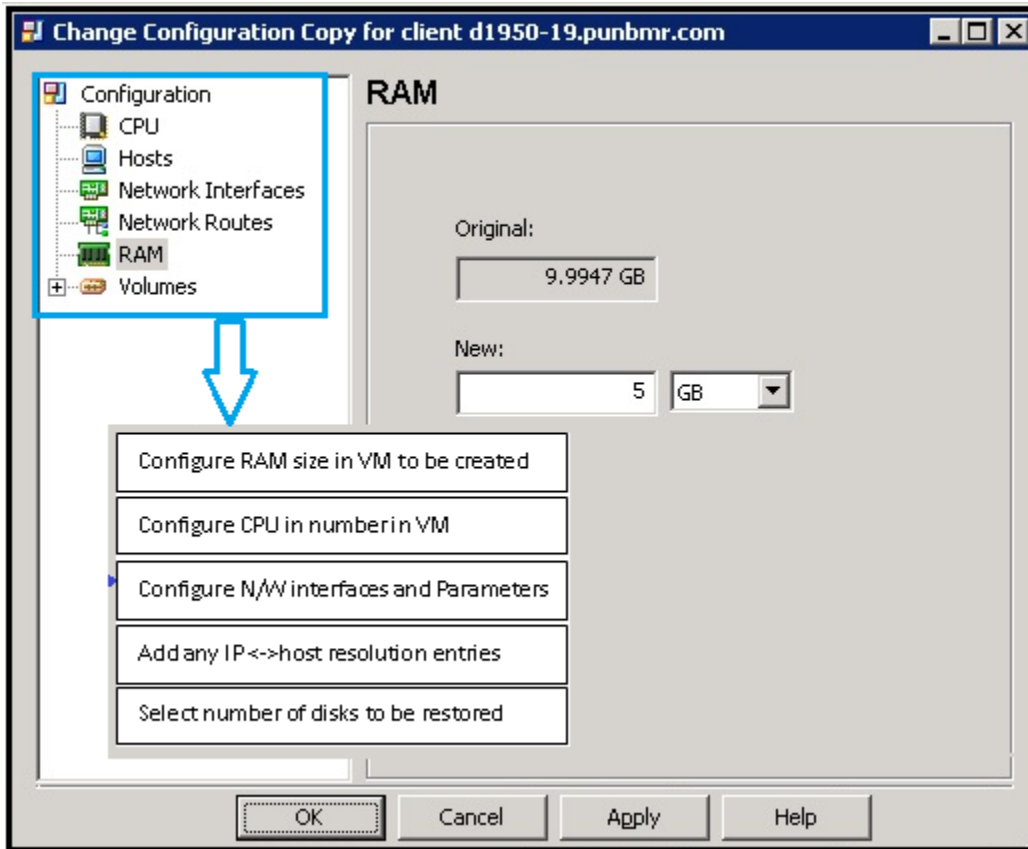 Change Configuration Copy for client d1950-19.punbmr.com
Configuration
CPU
Hosts
Network Interfaces
Network Routes
RAM
Volumes
RAM
Original:
9.9947 GB
New:
5 GB
Configure RAM size in VM to be created
Configure CPU in number in VM
Configure N/W interfaces and Parameters
Add any IP<->host resolution entries
Select number of disks to be restored
OK Cancel Apply Help